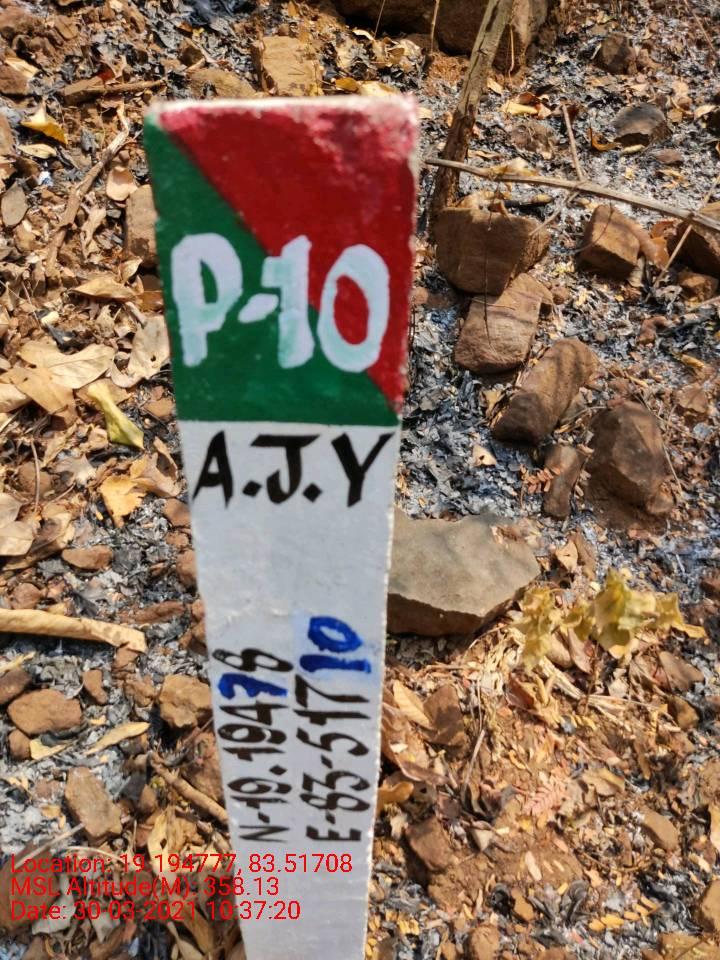 P-10
A.J.Y
N-19.19478
E-83-51710
Location: 19.194777, 83.51708
MSL Altitude(M): 358.13
Date: 30-03-2021 10:37:20